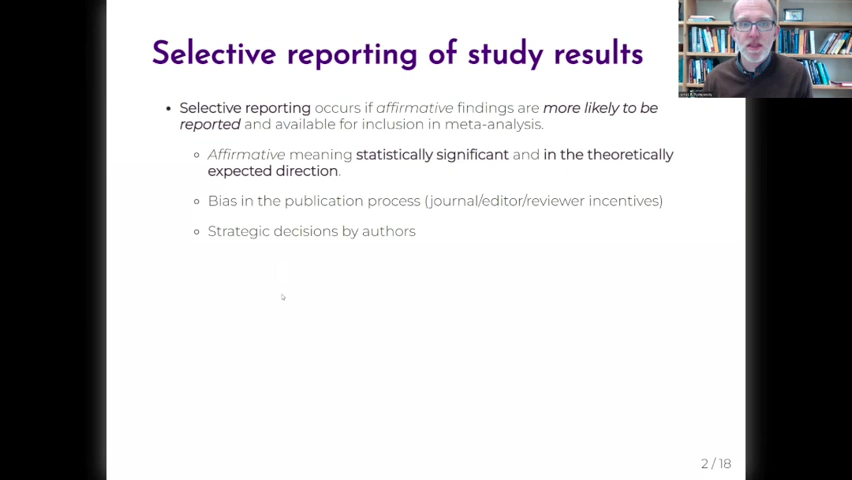 Selective reporting of study results
Selective reporting occurs if affirmative findings are more likely to be
reported and available for inclusion in meta-analysis.
Affirmative meaning statistically significant and in the theoretically
expected direction.
Bias in the publication process (journal/editor/reviewer incentives)
Strategic decisions by authors
2 / 18